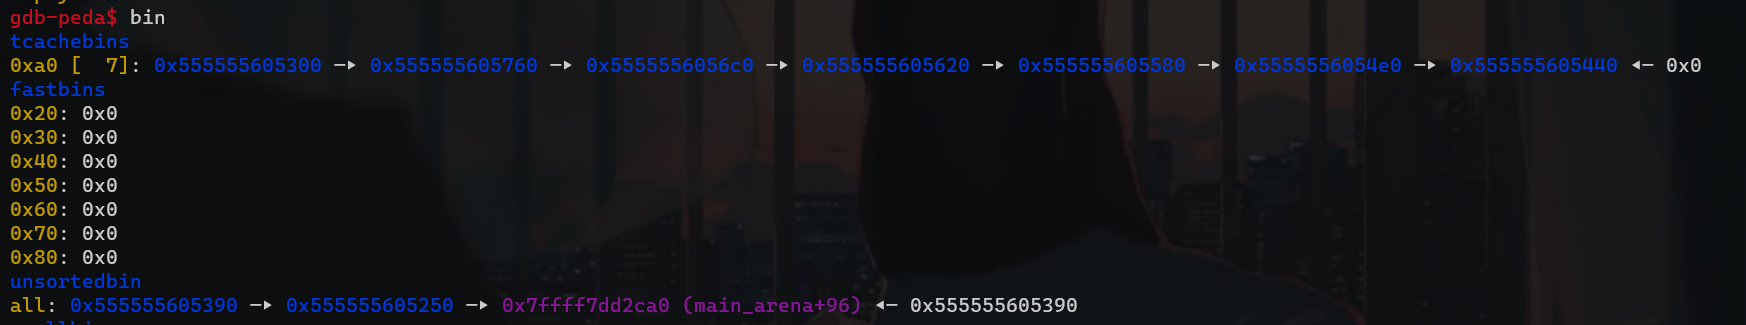 gdb-peda$ bin
tcachebins
0xa0 [  7]: 0x555555605300 —▸ 0x555555605760 —▸ 0x5555556056c0 —▸ 0x555555605620 —▸ 0x555555605580 —▸ 0x5555556054e0 —▸ 0x555555605440 ◂— 0x0
fastbins
0x20: 0x0
0x30: 0x0
0x40: 0x0
0x50: 0x0
0x60: 0x0
0x70: 0x0
0x80: 0x0
unsortedbin
all: 0x555555605390 —▸ 0x555555605250 —▸ 0x7ffff7dd2ca0 (main_arena+96) ◂— 0x555555605390